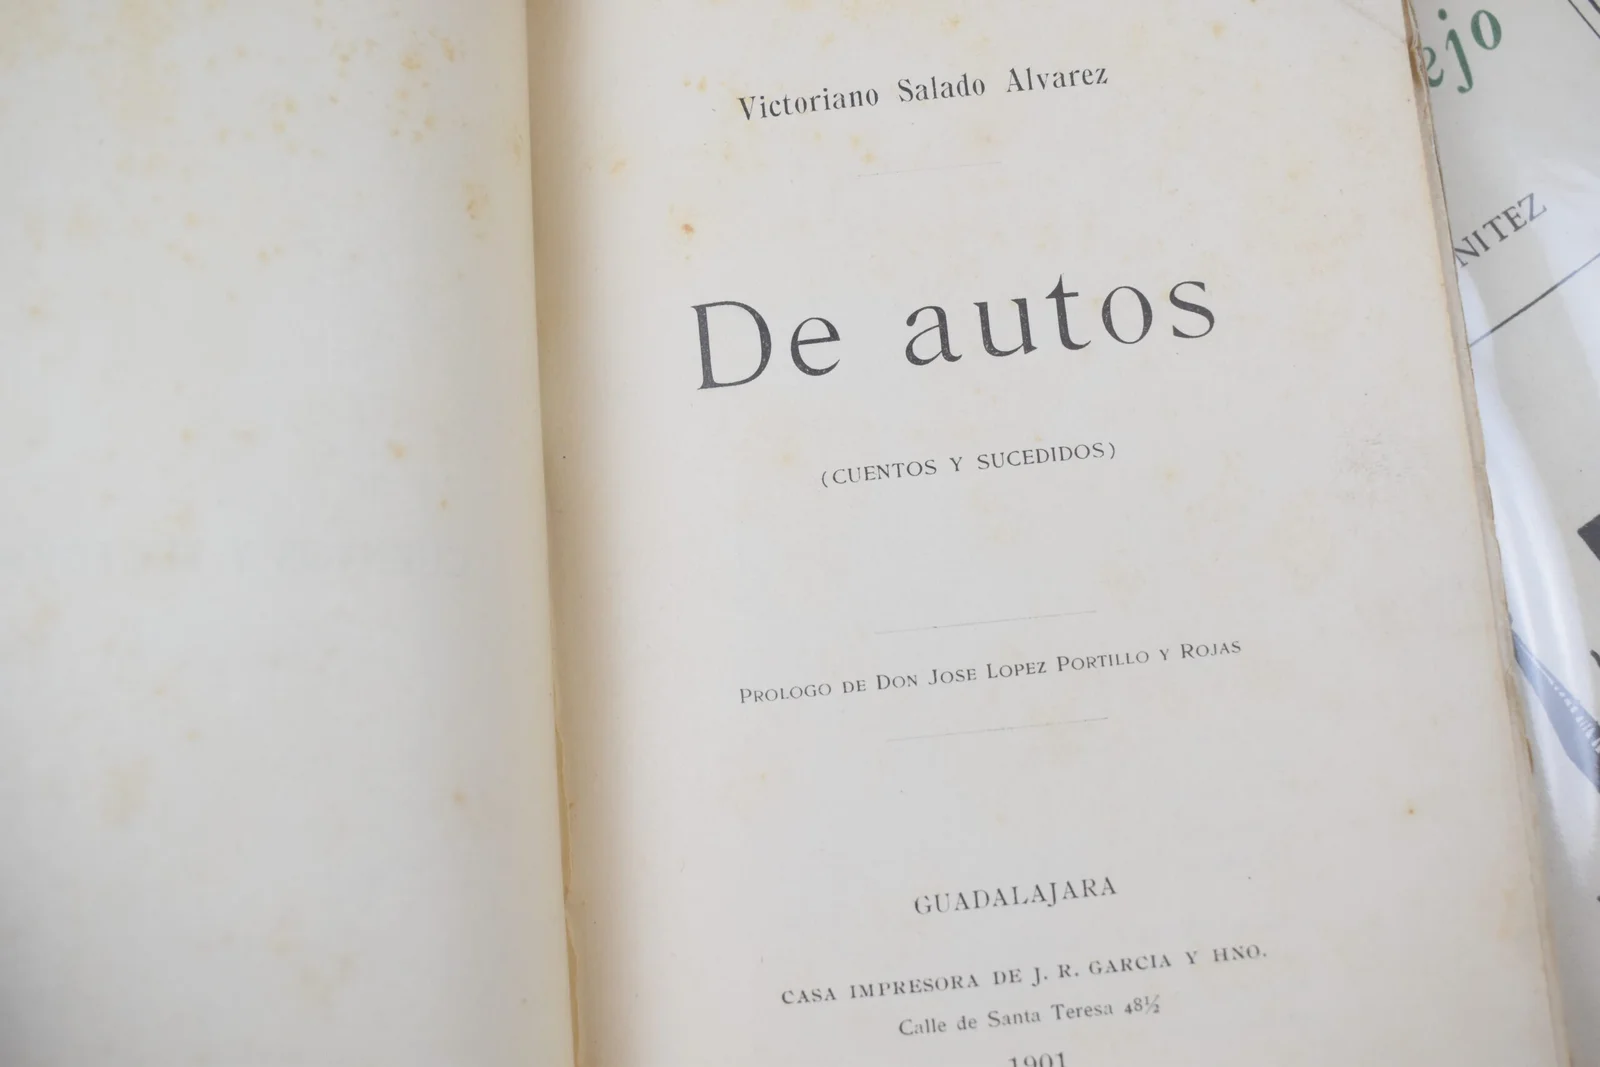 Victoriano Salado Alvarez
De autos
(CUENTOS Y SUCEDIDOS)
PROLOGO DE DON JOSE LOPEZ PORTILLO Y ROJAS
GUADALAJARA
CASA IMPRESORA DE J. R. GARCIA Y HNO.
Calle de Santa Teresa 48½
1901
ejo
NITEZ